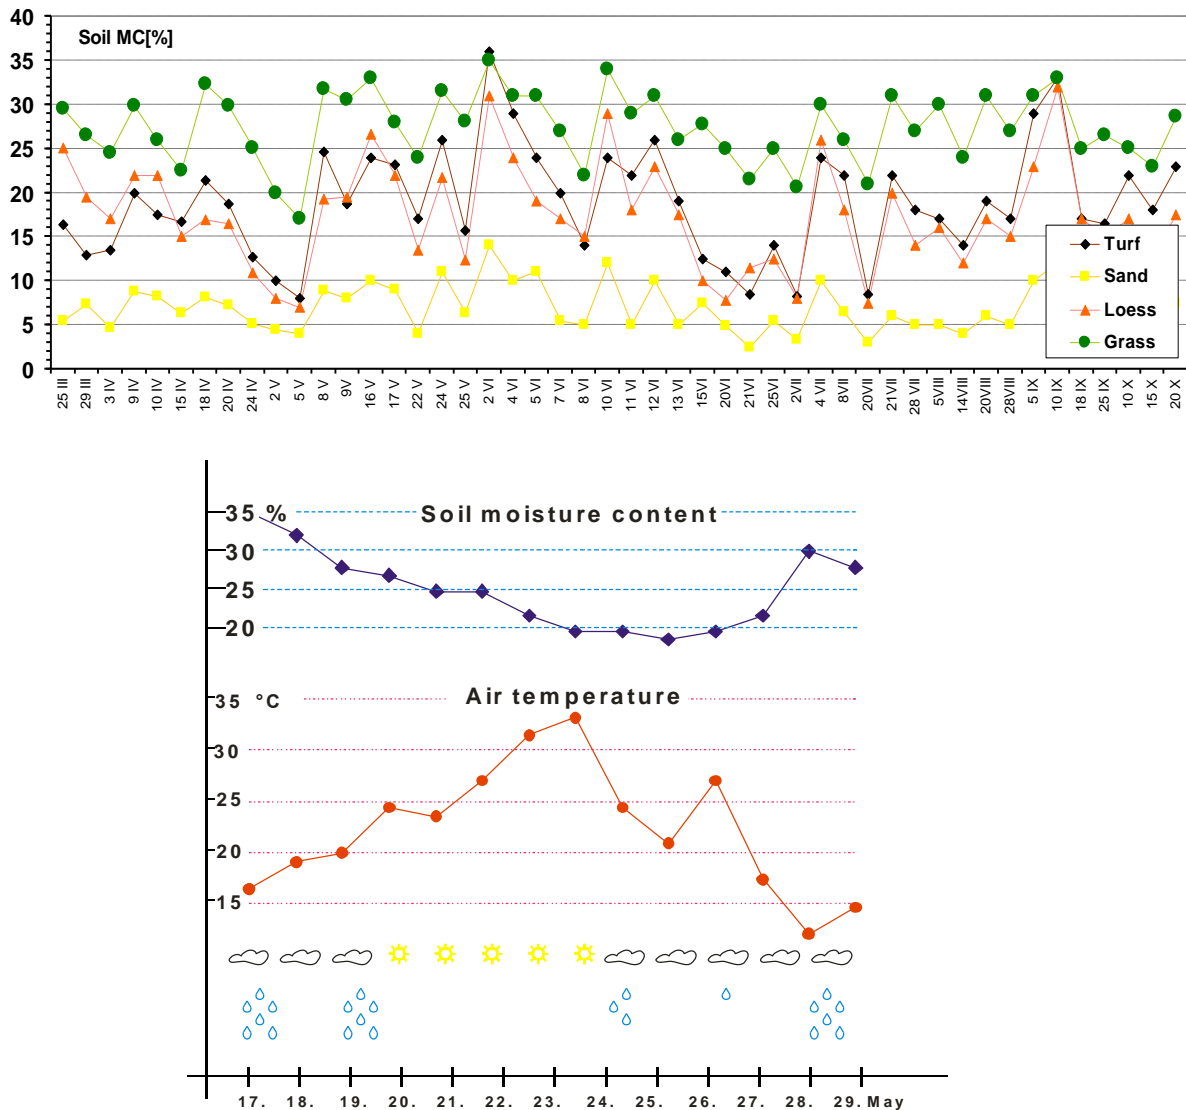 Soil MC[%]
40
35
30
25
20
15
10
5
0
Turf
Sand
Loess
Grass
25 III 29 III 3 IV 9 IV 10 IV 15 IV 18 IV 20 IV 24 IV 2 V 5 V 8 V 9V 16 V 17 V 22 V 24 V 25 V 2 VI 4 VI 5 VI 7 VI 8 VI 10 VI 11 VI 12 VI 13 VI 15VI 20VI 21VI 25VI 2VII 4 VII 8VII 20VII 21VII 28 VII 5VIII 14VIII 20VIII 28VIII 5 IX 10 IX 18 IX 25 IX 10 X 15 X 20 X
35 % Soil moisture content
30
25
20
35 °C Air temperature
30
25
20
15
17. 18. 19. 20. 21. 22. 23. 24. 25. 26. 27. 28. 29. May